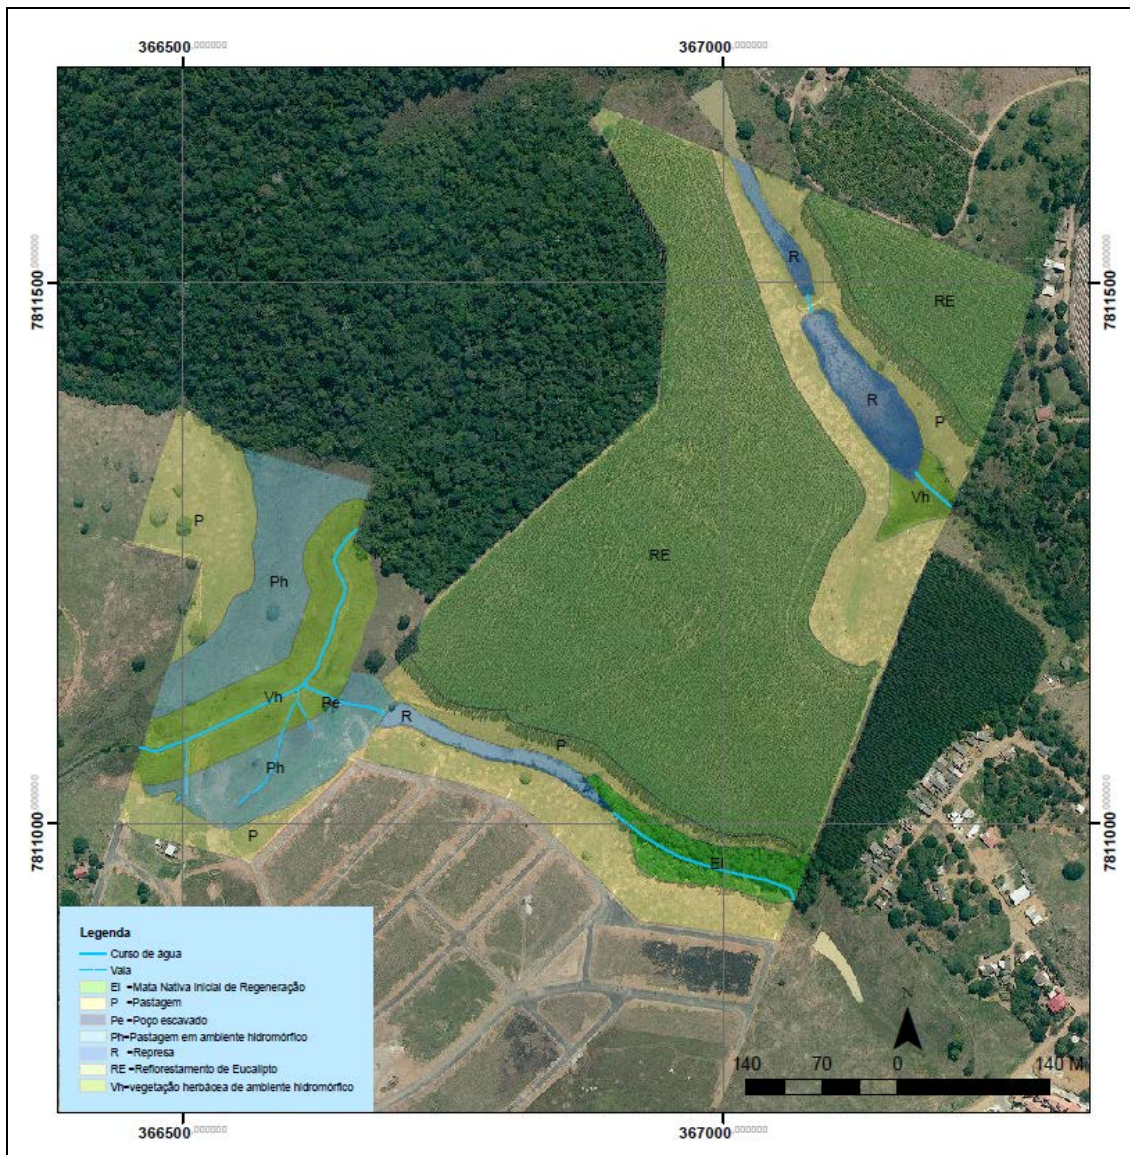 366500,000000
367000,000000
R
RE
7811500,000000
7811500,000000
R
P
Vh
P
RE
Ph
Vh
Pe
R
P
Ph
P
7811000,000000
7811000,000000
EI
Legenda
Curso de água
Vala
EI =Mata Nativa Inicial de Regeneração
P =Pastagem
Pe =Poço escavado
Ph=Pastagem em ambiente hidromórfico
R =Represa
RE =Reflorestamento de Eucalipto
Vh=vegetação herbácea de ambiente hidromórfico
N
140 70 0 140 M
366500,000000
367000,000000